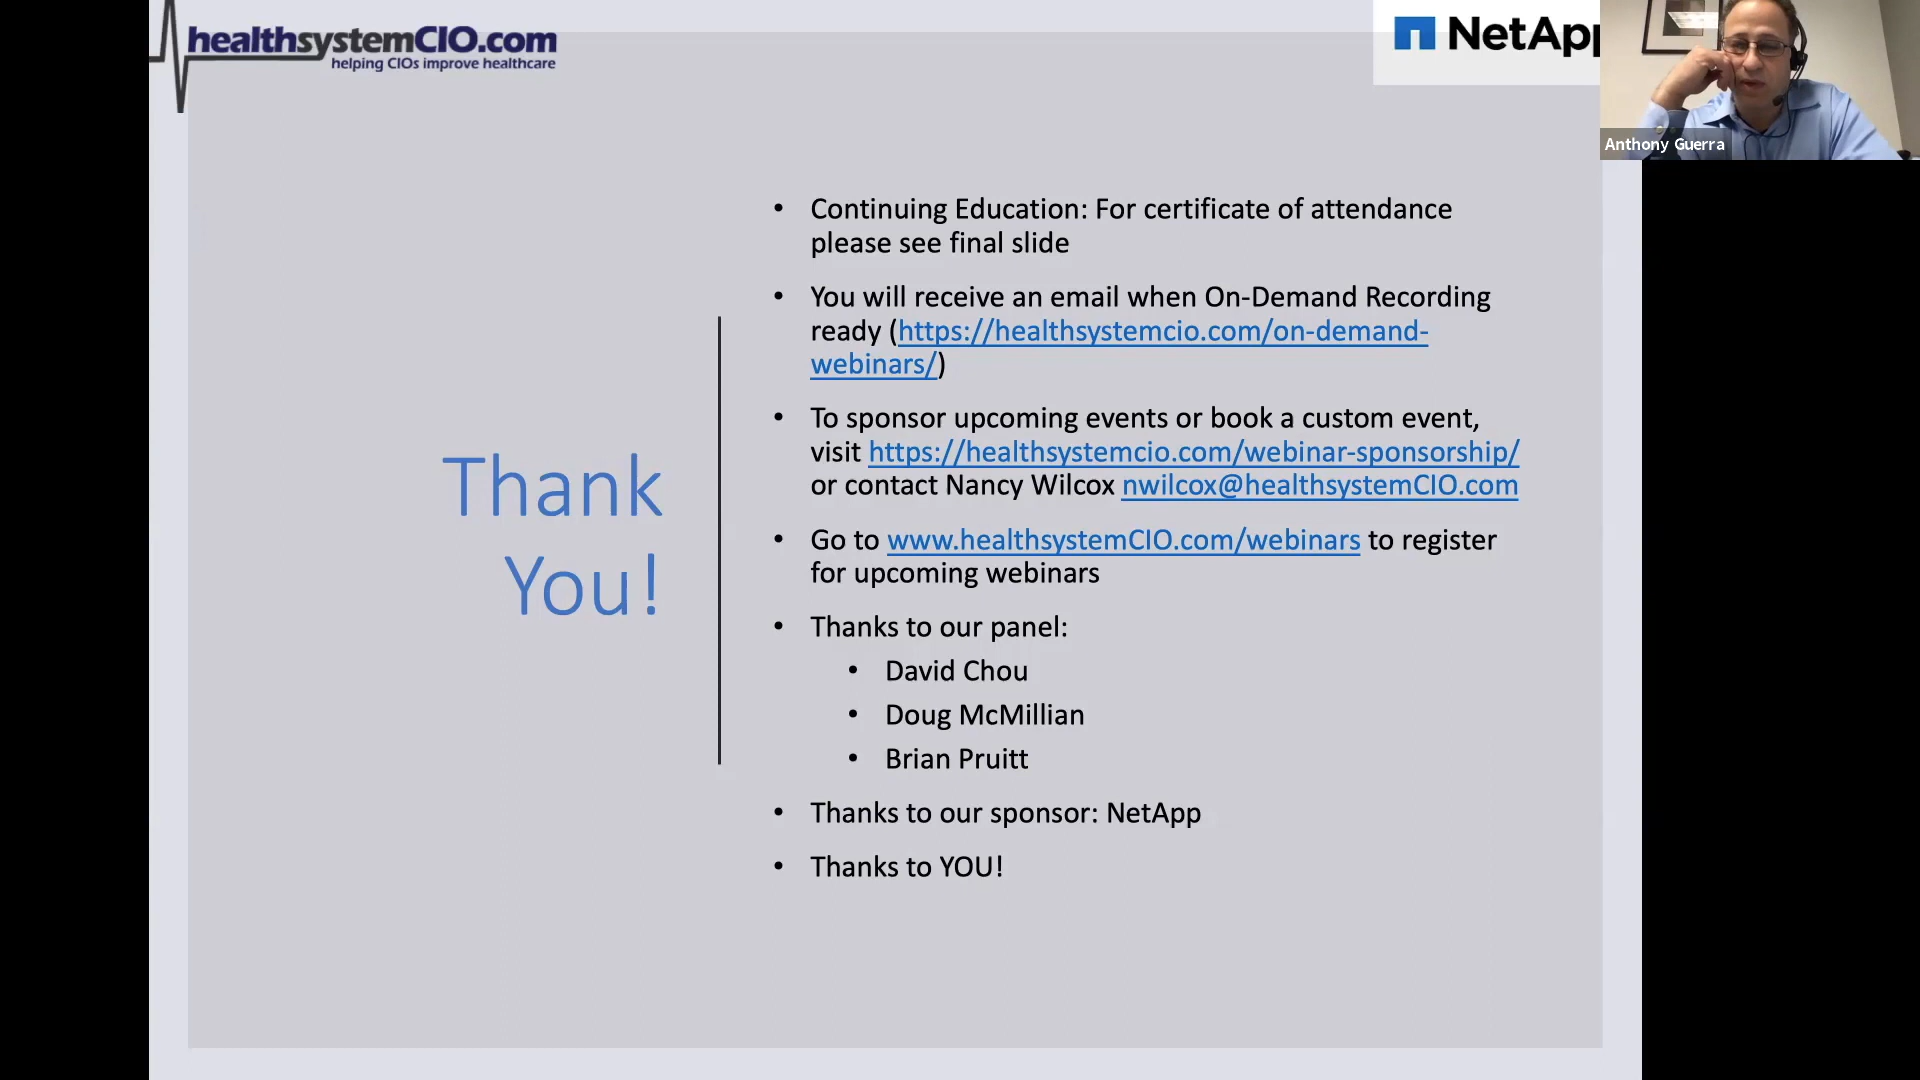 healthsystemCIO.com
helping CIOs improve healthcare
NetApp
Anthony Guerra
Thank
You!
• Continuing Education: For certificate of attendance
please see final slide
• You will receive an email when On-Demand Recording
ready (https://healthsystemcio.com/on-demand-
webinars/)
• To sponsor upcoming events or book a custom event,
visit https://healthsystemcio.com/webinar-sponsorship/
or contact Nancy Wilcox nwilcox@healthsystemCIO.com
• Go to www.healthsystemCIO.com/webinars to register
for upcoming webinars
• Thanks to our panel:
• David Chou
• Doug McMillian
• Brian Pruitt
• Thanks to our sponsor: NetApp
• Thanks to YOU!